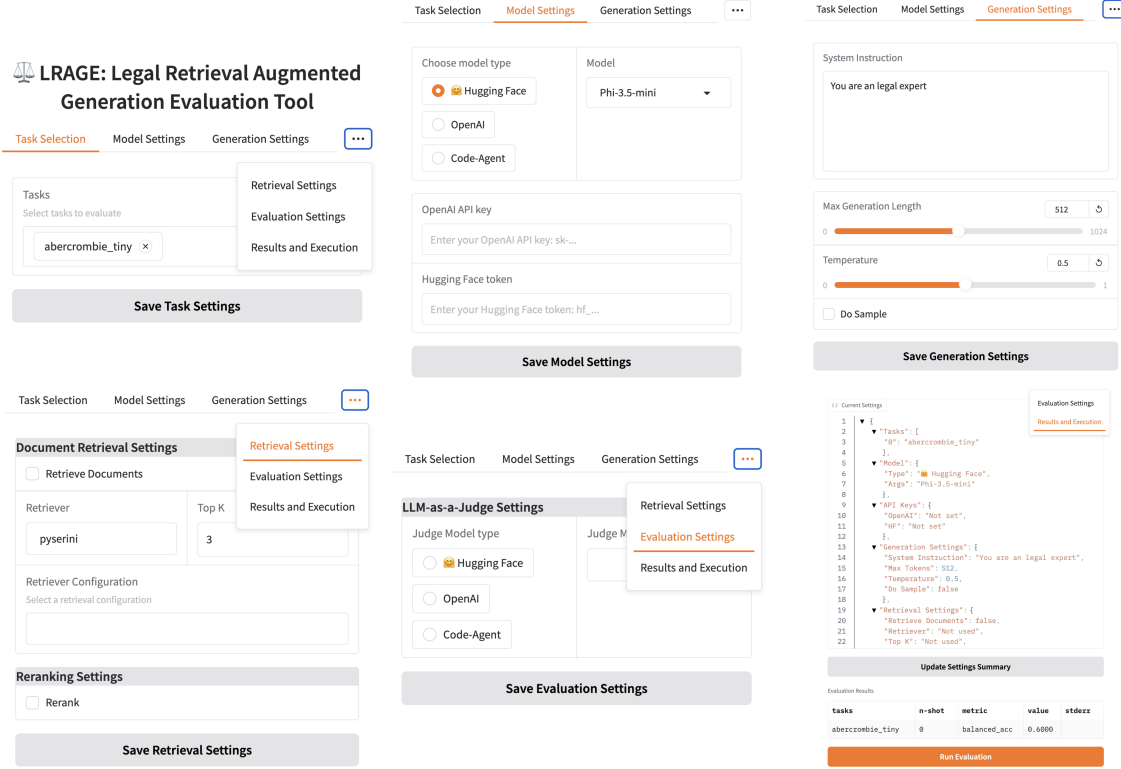 ⚖️ LRAGE: Legal Retrieval Augmented
Generation Evaluation Tool
Task Selection Model Settings Generation Settings ...
Retrieval Settings
Evaluation Settings
Results and Execution
Tasks
Select tasks to evaluate
abercrombie_tiny ×
Save Task Settings
Task Selection Model Settings Generation Settings ...
Choose model type
🤗 Hugging Face
OpenAI
Code-Agent
Model
Phi-3.5-mini
OpenAI API key
Enter your OpenAI API key: sk-...
Hugging Face token
Enter your Hugging Face token: hf_...
Save Model Settings
Task Selection Model Settings Generation Settings ...
System Instruction
You are an legal expert
Max Generation Length
512
0 1024
Temperature
0.5
0 1
Do Sample
Save Generation Settings
Task Selection Model Settings Generation Settings ...
Retrieval Settings
Evaluation Settings
Results and Execution
Document Retrieval Settings
Retrieve Documents
Retriever
pyserini
Top K
3
Retriever Configuration
Select a retrieval configuration
Reranking Settings
Rerank
Save Retrieval Settings
Task Selection Model Settings Generation Settings ...
Retrieval Settings
Evaluation Settings
Results and Execution
LLM-as-a-Judge Settings
Judge Model type
🤗 Hugging Face
OpenAI
Code-Agent
Judge M
Save Evaluation Settings
Evaluation Settings
Results and Execution
{} Current Settings
1 ▼ {
2 ▼ "Tasks": [
3 "0": "abercrombie_tiny"
4 ],
5 ▼ "Model": {
6 "Type": "🤗 Hugging Face",
7 "Args": "Phi-3.5-mini"
8 },
9 ▼ "API Keys": {
10 "OpenAI": "Not set",
11 "HF": "Not set"
12 },
13 ▼ "Generation Settings": {
14 "System Instruction": "You are an legal expert",
15 "Max Tokens": 512,
16 "Temperature": 0.5,
17 "Do Sample": false
18 },
19 ▼ "Retrieval Settings": {
20 "Retrieve Documents": false,
21 "Retriever": "Not used",
22 "Top K": "Not used",
Update Settings Summary
Evaluation Results
tasks n-shot metric value stderr
abercrombie_tiny 0 balanced_acc 0.6000
Run Evaluation